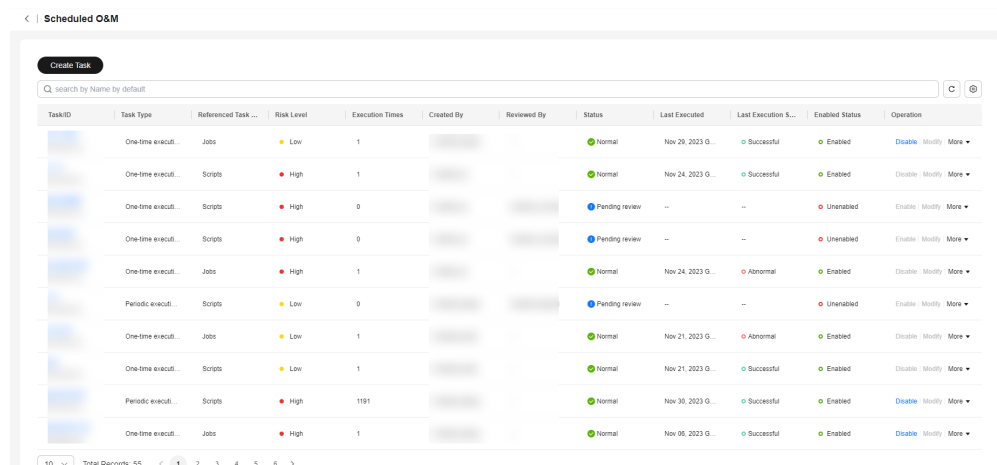 < | Scheduled O&M
Create Task
search by Name by default
Task/ID Task Type Referenced Task ... Risk Level Execution Times Created By Reviewed By Status Last Executed Last Execution S... Enabled Status Operation
One-time executi... Jobs Low 1 Normal Nov 29, 2023 G... Successful Enabled Disable Modify More
One-time executi... Scripts High 1 Normal Nov 24, 2023 G... Successful Enabled Disable Modify More
One-time executi... Scripts High 0 Pending review -- -- Unenabled Enable Modify More
One-time executi... Scripts High 0 Pending review -- -- Unenabled Enable Modify More
One-time executi... Jobs High 1 Normal Nov 24, 2023 G... Abnormal Enabled Disable Modify More
Periodic executi... Scripts Low 0 Pending review -- -- Unenabled Enable Modify More
One-time executi... Jobs Low 1 Normal Nov 21, 2023 G... Abnormal Enabled Disable Modify More
One-time executi... Scripts Low 1 Normal Nov 21, 2023 G... Successful Enabled Disable Modify More
Periodic executi... Scripts High 1191 Normal Nov 30, 2023 G... Successful Enabled Disable Modify More
One-time executi... Jobs High 1 Normal Nov 06, 2023 G... Successful Enabled Disable Modify More
10 Total Records: 55 < 1 2 3 4 5 6 >